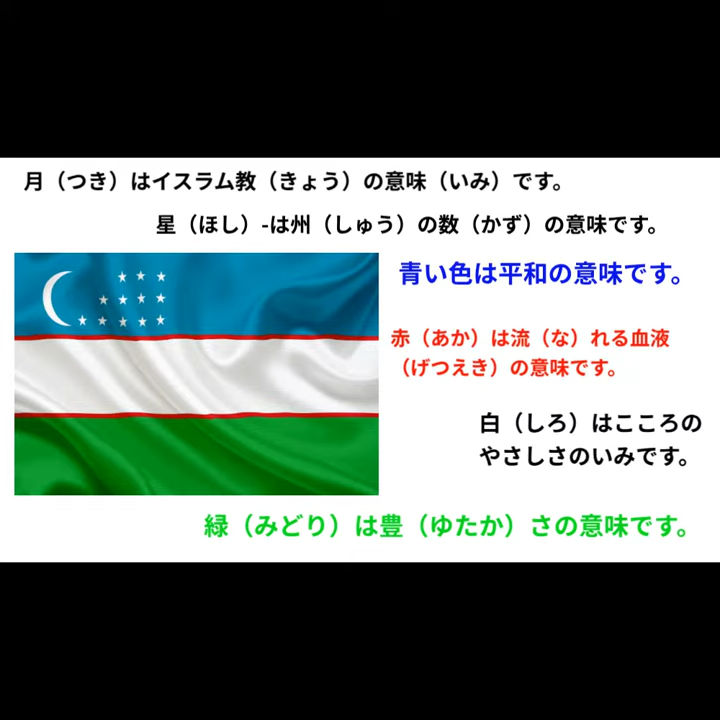 月（つき）はイスラム教（きょう）の意味（いみ）です。
星（ほし）-は州（しゅう）の数（かず）の意味です。
青い色は平和の意味です。
赤（あか）は流（な）れる血液
（げつえき）の意味です。
白（しろ）はこころの
やさしさのいみです。
緑（みどり）は豊（ゆたか）さの意味です。